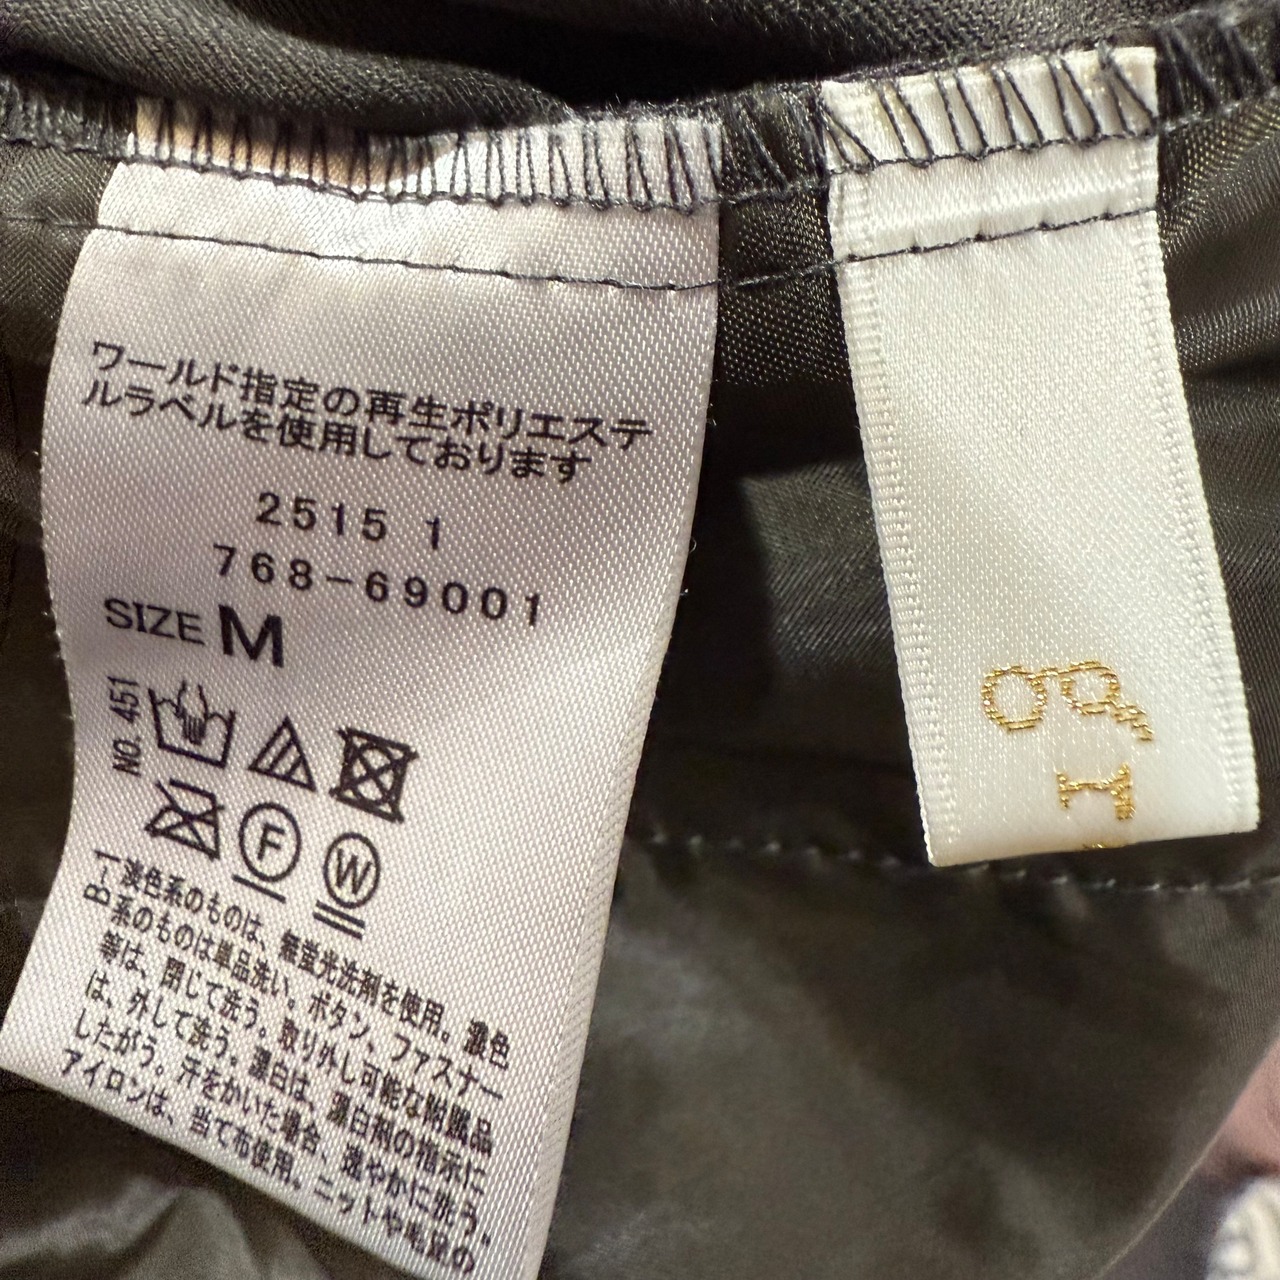 ワールド指定の再生ポリエステ
ルラベルを使用しております
2515 1
768-69001
SIZE M
NO. 451
F
W
B-1 淡色系のものは、無蛍光洗剤を使用。濃色
系のものは単品洗い。ボタン、ファスナー
等は、閉じて洗う。取り外し可能な附属品
は、外して洗う。漂白は、漂白剤の指示に
したがう。汗をかいた場合、速やかに洗う。
アイロンは、当て布使用。ニットや毛足の